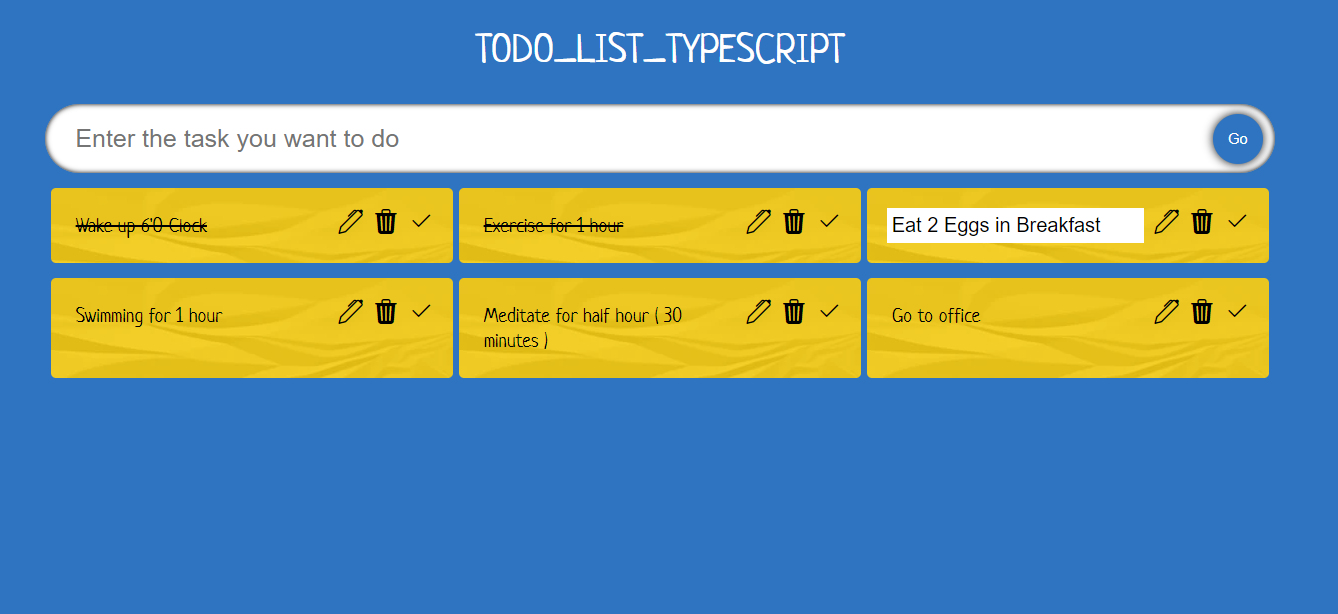 TODO_LIST_TYPESCRIPT
Enter the task you want to do
Go
Wake up 6'O Clock
Exercise for 1 hour
Eat 2 Eggs in Breakfast
Swimming for 1 hour
Meditate for half hour ( 30
minutes )
Go to office